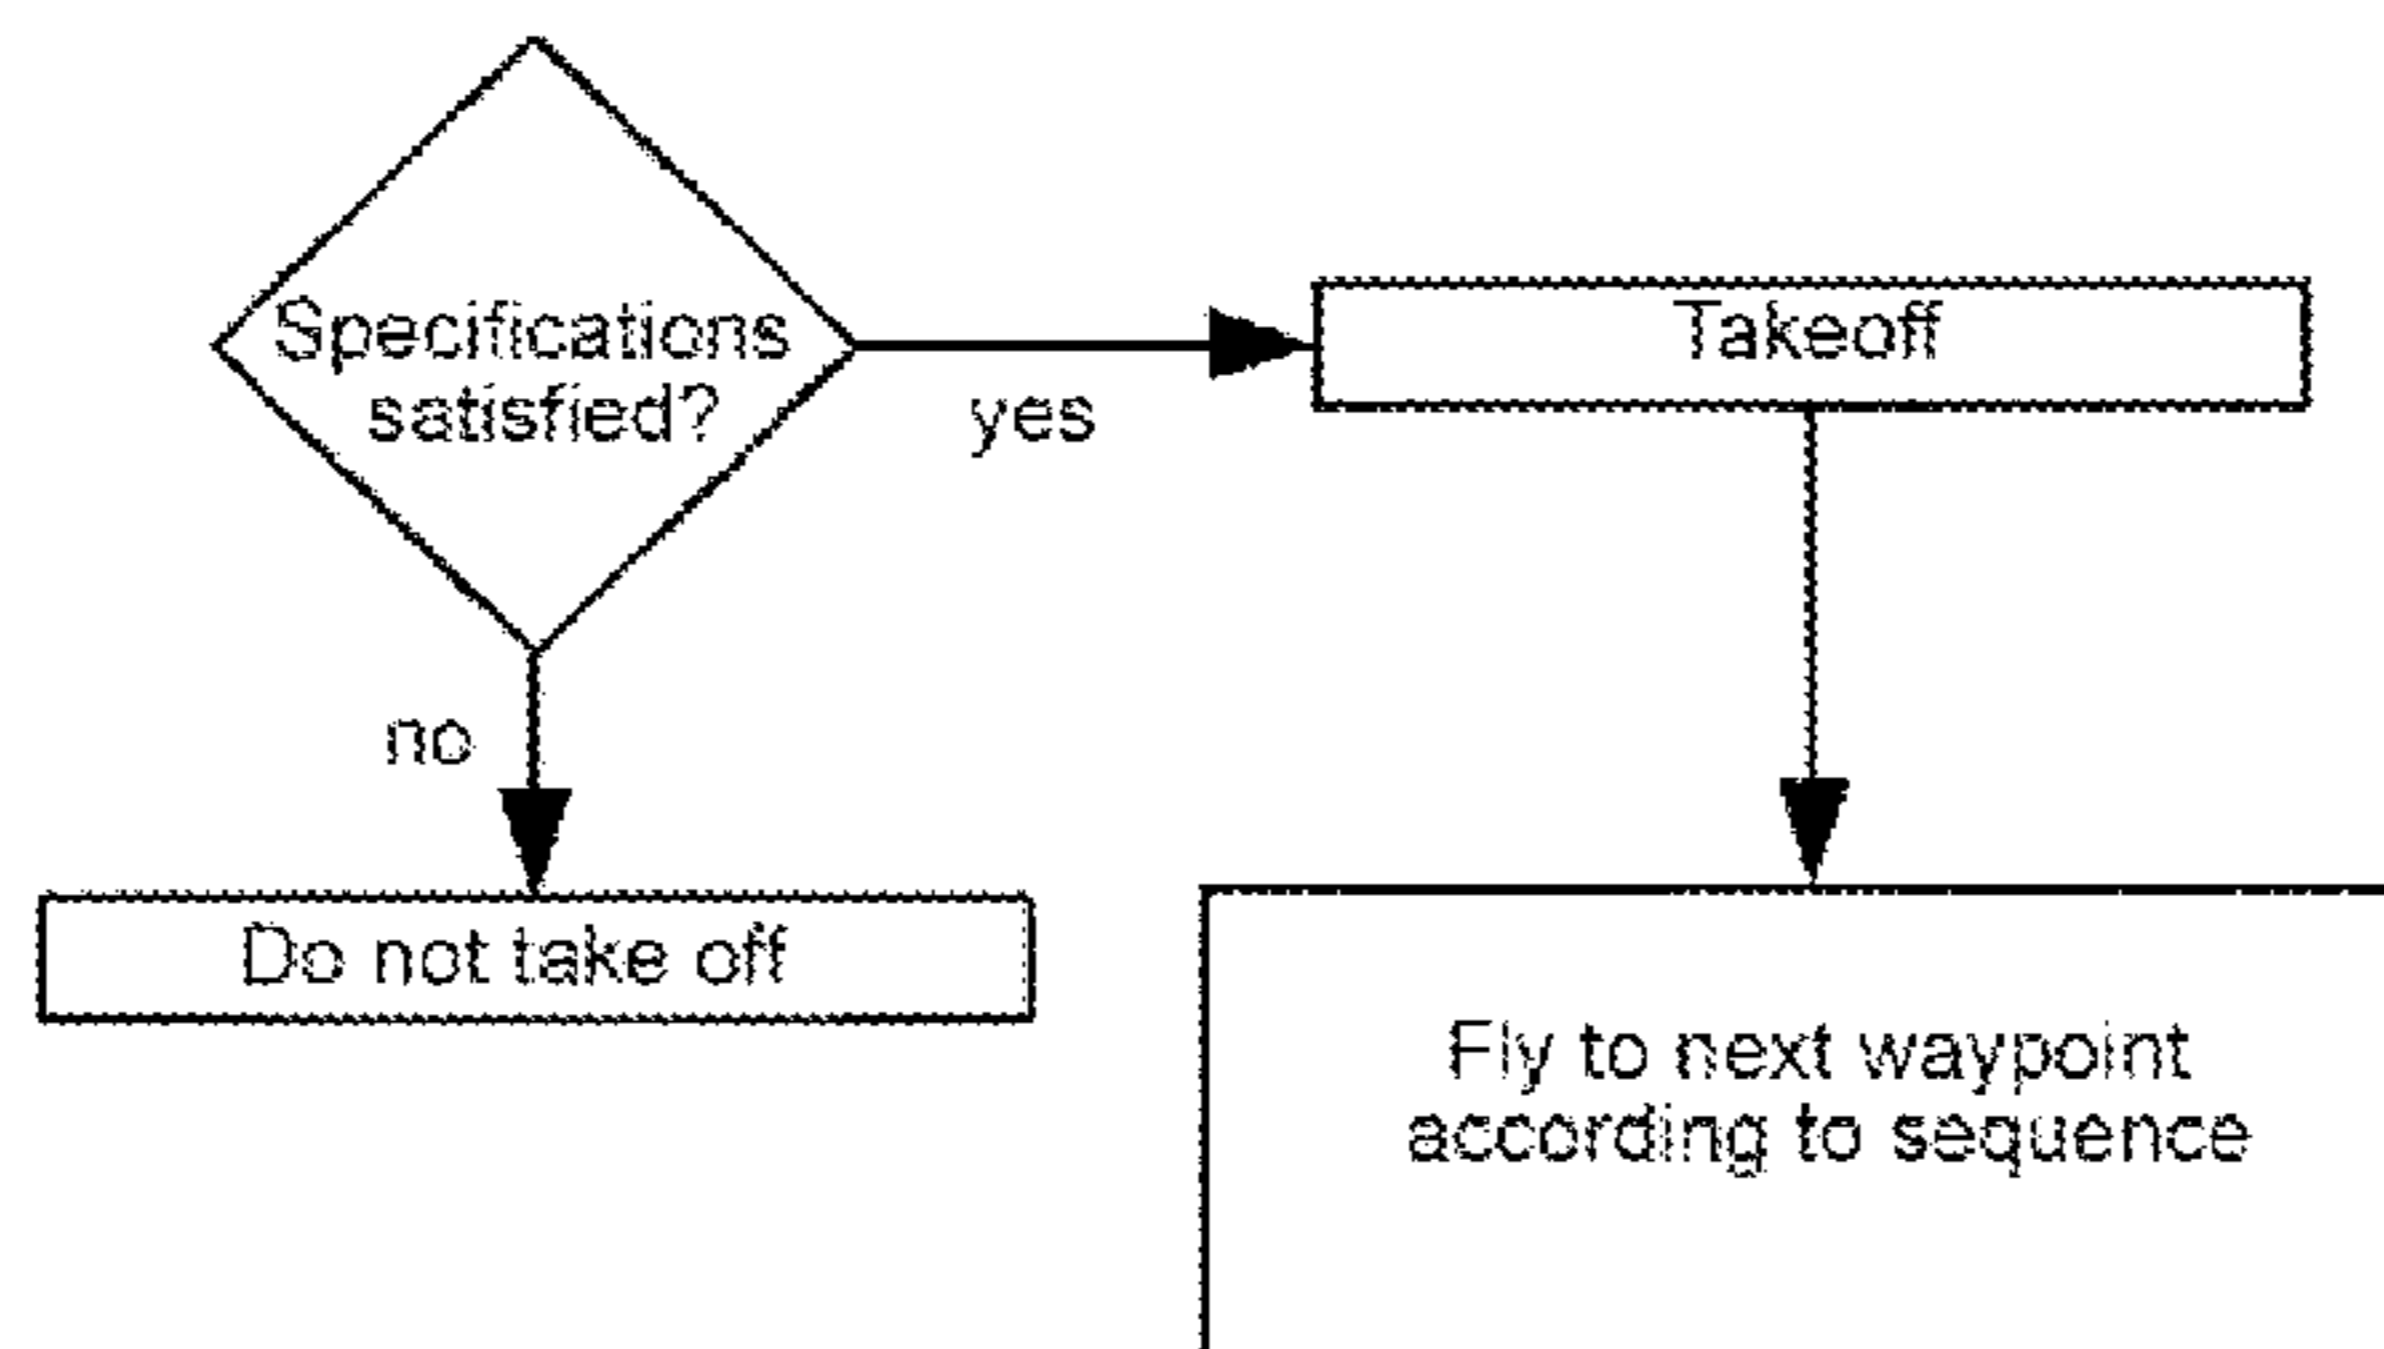 Specifications
satisfied?
yes
Takeoff
no
Do not take off
Fly to next waypoint
according to sequence